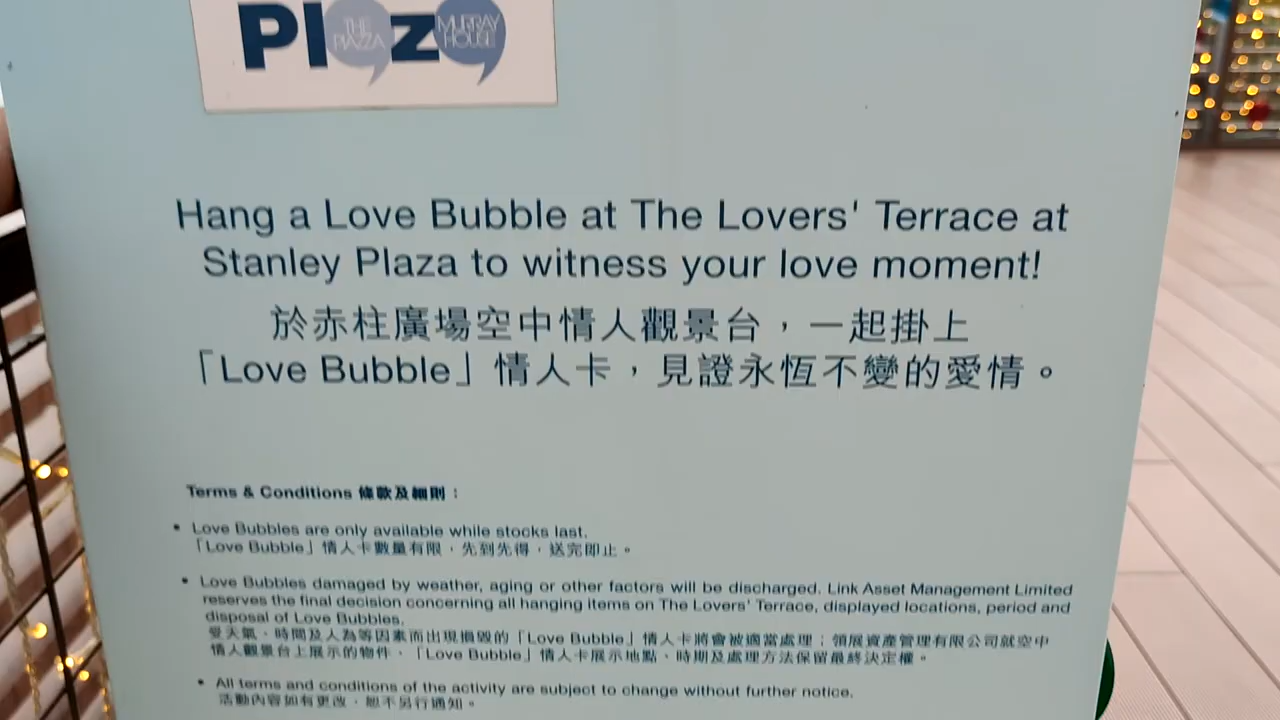 Plaza
THE PLAZA
MURRAY HOUSE
Hang a Love Bubble at The Lovers' Terrace at
Stanley Plaza to witness your love moment!
於赤柱廣場空中情人觀景台，一起掛上
「Love Bubble」情人卡，見證永恆不變的愛情。
Terms & Conditions 條款及細則：
• Love Bubbles are only available while stocks last.
「Love Bubble」情人卡數量有限，先到先得，送完即止。
• Love Bubbles damaged by weather, aging or other factors will be discharged. Link Asset Management Limited
reserves the final decision concerning all hanging items on The Lovers' Terrace, displayed locations, period and
disposal of Love Bubbles.
受天氣、時間及人為等因素而出現損毀的「Love Bubble」情人卡將會被適當處理；領展資產管理有限公司就空中
情人觀景台上展示的物件、「Love Bubble」情人卡展示地點、時期及處理方法保留最終決定權。
• All terms and conditions of the activity are subject to change without further notice.
活動內容如有更改，恕不另行通知。